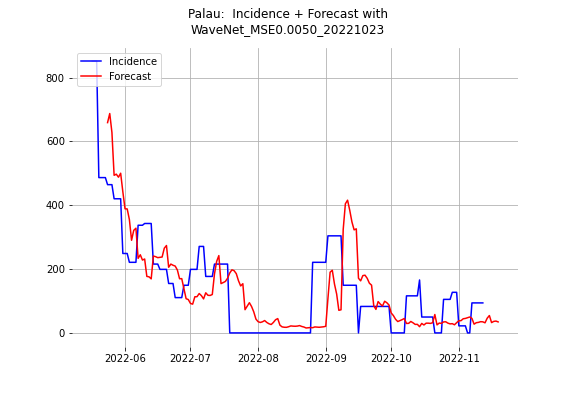 Palau:  Incidence + Forecast with
WaveNet_MSE0.0050_20221023
Incidence
Forecast
800
600
400
200
0
2022-06 2022-07 2022-08 2022-09 2022-10 2022-11